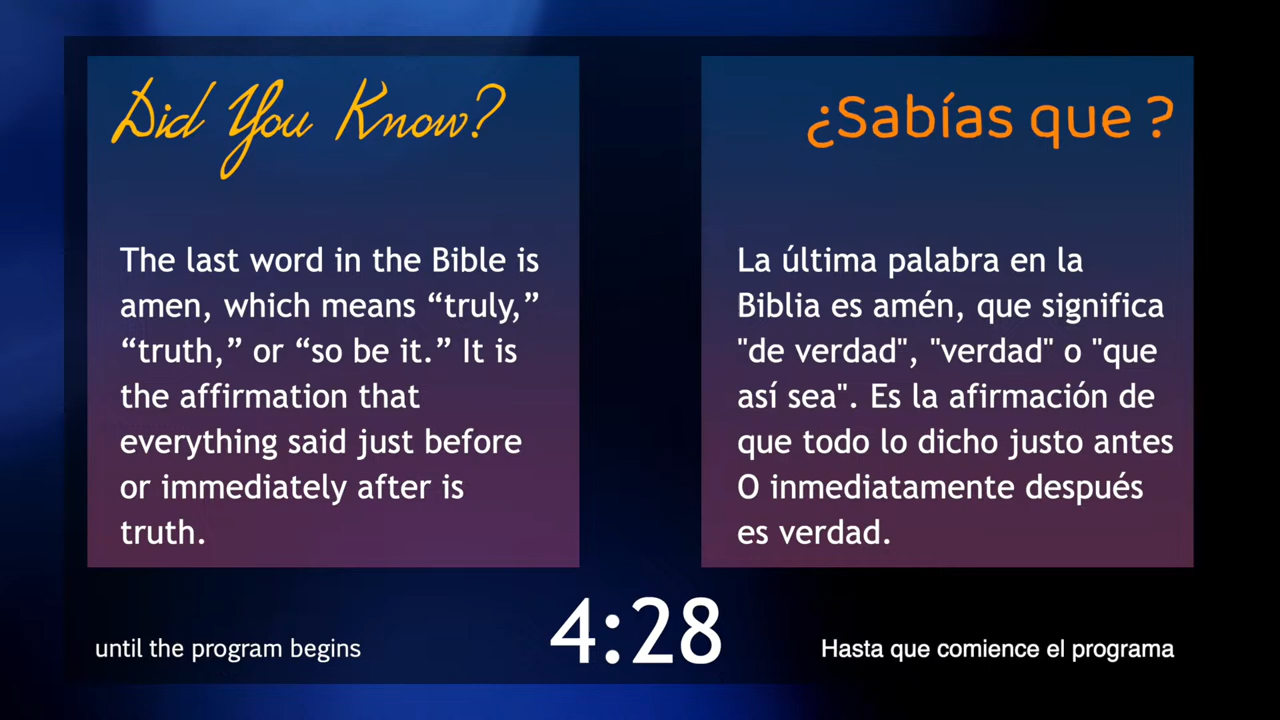 Did You Know?
The last word in the Bible is
amen, which means “truly,”
“truth,” or “so be it.” It is
the affirmation that
everything said just before
or immediately after is
truth.
¿Sabías que ?
La última palabra en la
Biblia es amén, que significa
"de verdad", "verdad" o "que
así sea". Es la afirmación de
que todo lo dicho justo antes
O inmediatamente después
es verdad.
until the program begins
4:28
Hasta que comience el programa